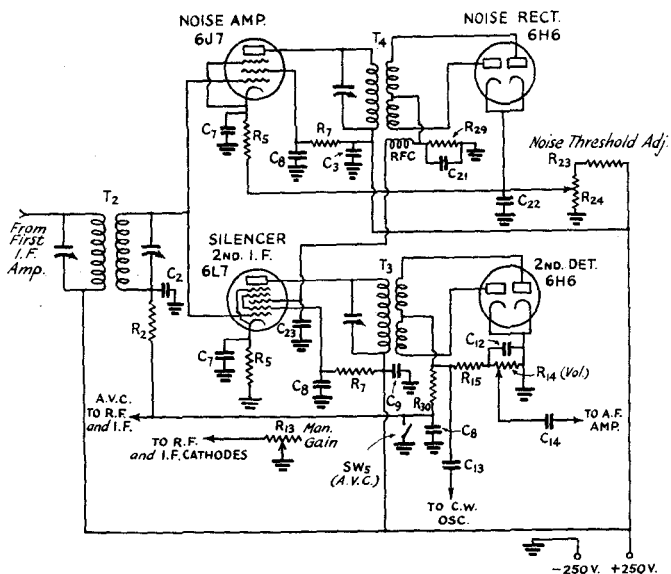 NOISE AMP.
6J7
NOISE RECT.
6H6
T4
C7
R5
C8
R7
C3
RFC
R29
C21
Noise Threshold Adj.
R23
R24
C22
T2
From
First
I.F.
Amp.
C2
R2
SILENCER
2ND. I.F.
6L7
T3
2ND. DET.
6H6
C23
C7
R5
C8
R7
C9
R30
C12
R15
R14 (Vol.)
A.V.C.
TO R.F.
and I.F.
R13
Man.
Gain
TO R.F.
and I.F. CATHODES
SW5
(A.V.C.)
C8
C13
C14
TO A.F.
AMP.
TO C.W.
OSC.
-250V. +250V.